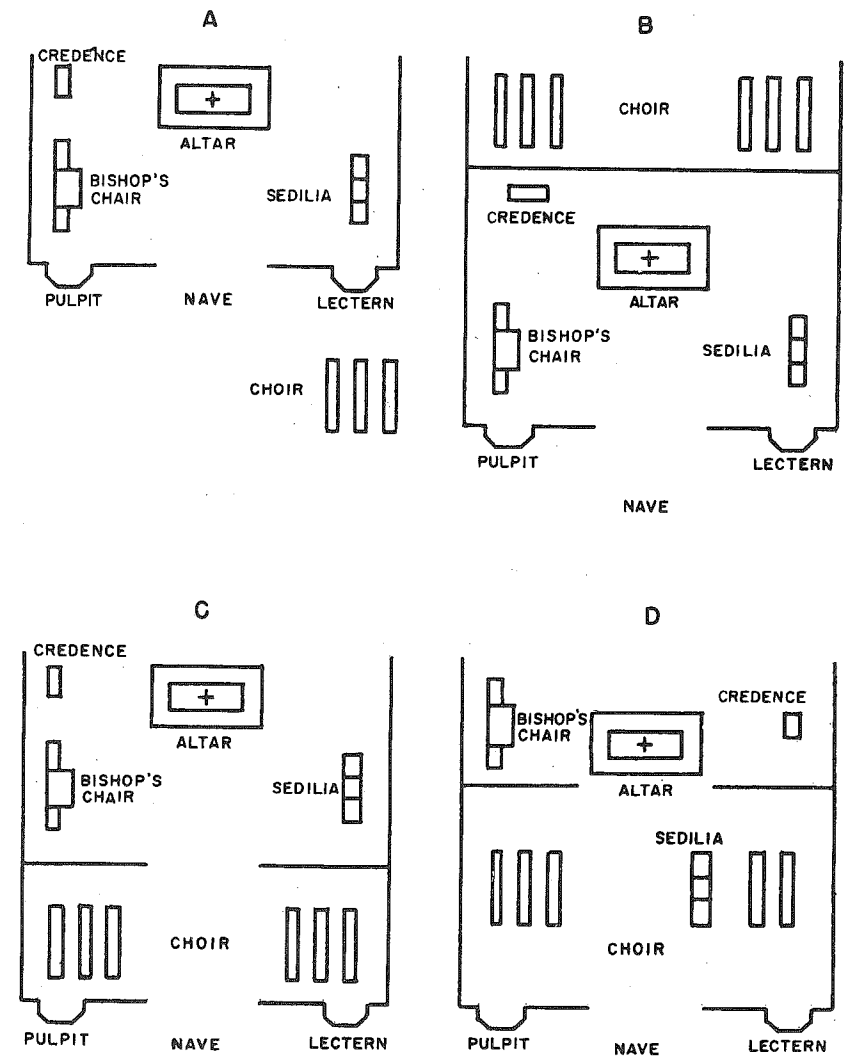 A
CREDENCE
ALTAR
BISHOP'S
CHAIR
SEDILIA
PULPIT
NAVE
LECTERN
CHOIR
B
CHOIR
CREDENCE
ALTAR
BISHOP'S
CHAIR
SEDILIA
PULPIT
LECTERN
NAVE
C
CREDENCE
ALTAR
BISHOP'S
CHAIR
SEDILIA
CHOIR
PULPIT
NAVE
LECTERN
D
BISHOP'S
CHAIR
CREDENCE
ALTAR
SEDILIA
CHOIR
PULPIT
NAVE
LECTERN